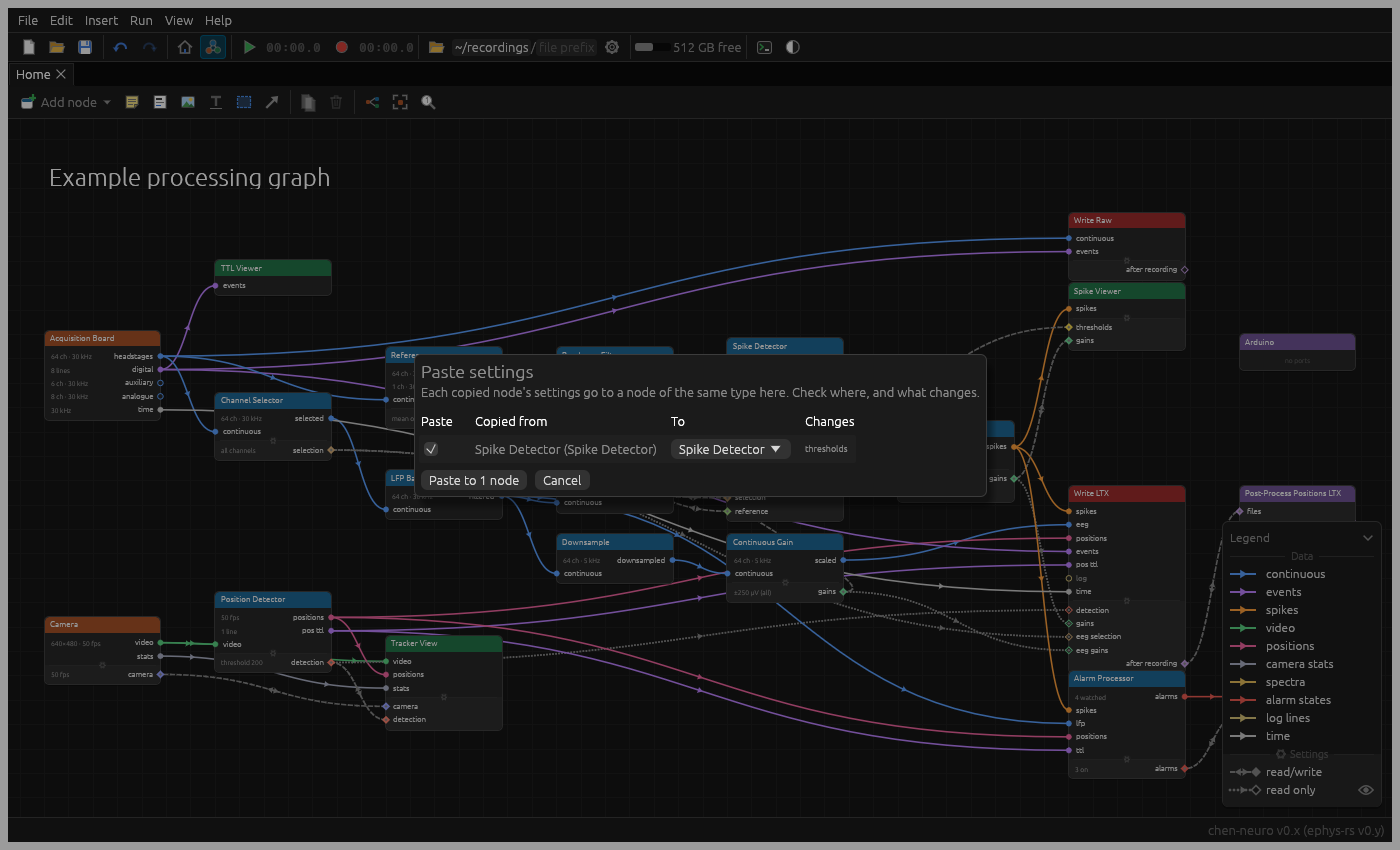 File Edit Insert Run View Help
00:00.0 00:00.0 ~/recordings/file prefix 512 GB free
Home
Add node
Example processing graph
Write Raw
continuous
events
after recording
TTL Viewer
events
Spike Viewer
spikes
thresholds
gains
Acquisition Board
64 ch · 30 kHz headstages
8 lines digital
6 ch · 30 kHz auxiliary
8 ch · 30 kHz analogue
30 kHz time
Arduino
no ports
Spike Detector
Channel Selector
64 ch · 30 kHz selected
continuous
all channels selection
Paste settings
Each copied node's settings go to a node of the same type here. Check where, and what changes.
Paste Copied from To Changes
Spike Detector (Spike Detector) Spike Detector thresholds
Paste to 1 node Cancel
spikes
gains
continuous
continuous
reference
Downsample
64 ch · 5 kHz downsampled
continuous
Continuous Gain
64 ch · 5 kHz scaled
continuous
±250 µV (all) gains
Write LTX
spikes
eeg
positions
events
pos ttl
log
time
detection
gains
eeg selection
eeg gains
after recording
Post-Process Positions LTX
files
Camera
640×480 · 50 fps video
stats
50 fps camera
Position Detector
50 fps positions
1 line pos ttl
video
threshold 200 detection
Tracker View
video
positions
stats
camera
detection
Alarm Processor
4 watched alarms
spikes
lfp
positions
ttl
3 on alarms
Legend
Data
continuous
events
spikes
video
positions
camera stats
spectra
alarm states
log lines
time
Settings
read/write
read only
chen-neuro v0.x (ephys-rs v0.y)